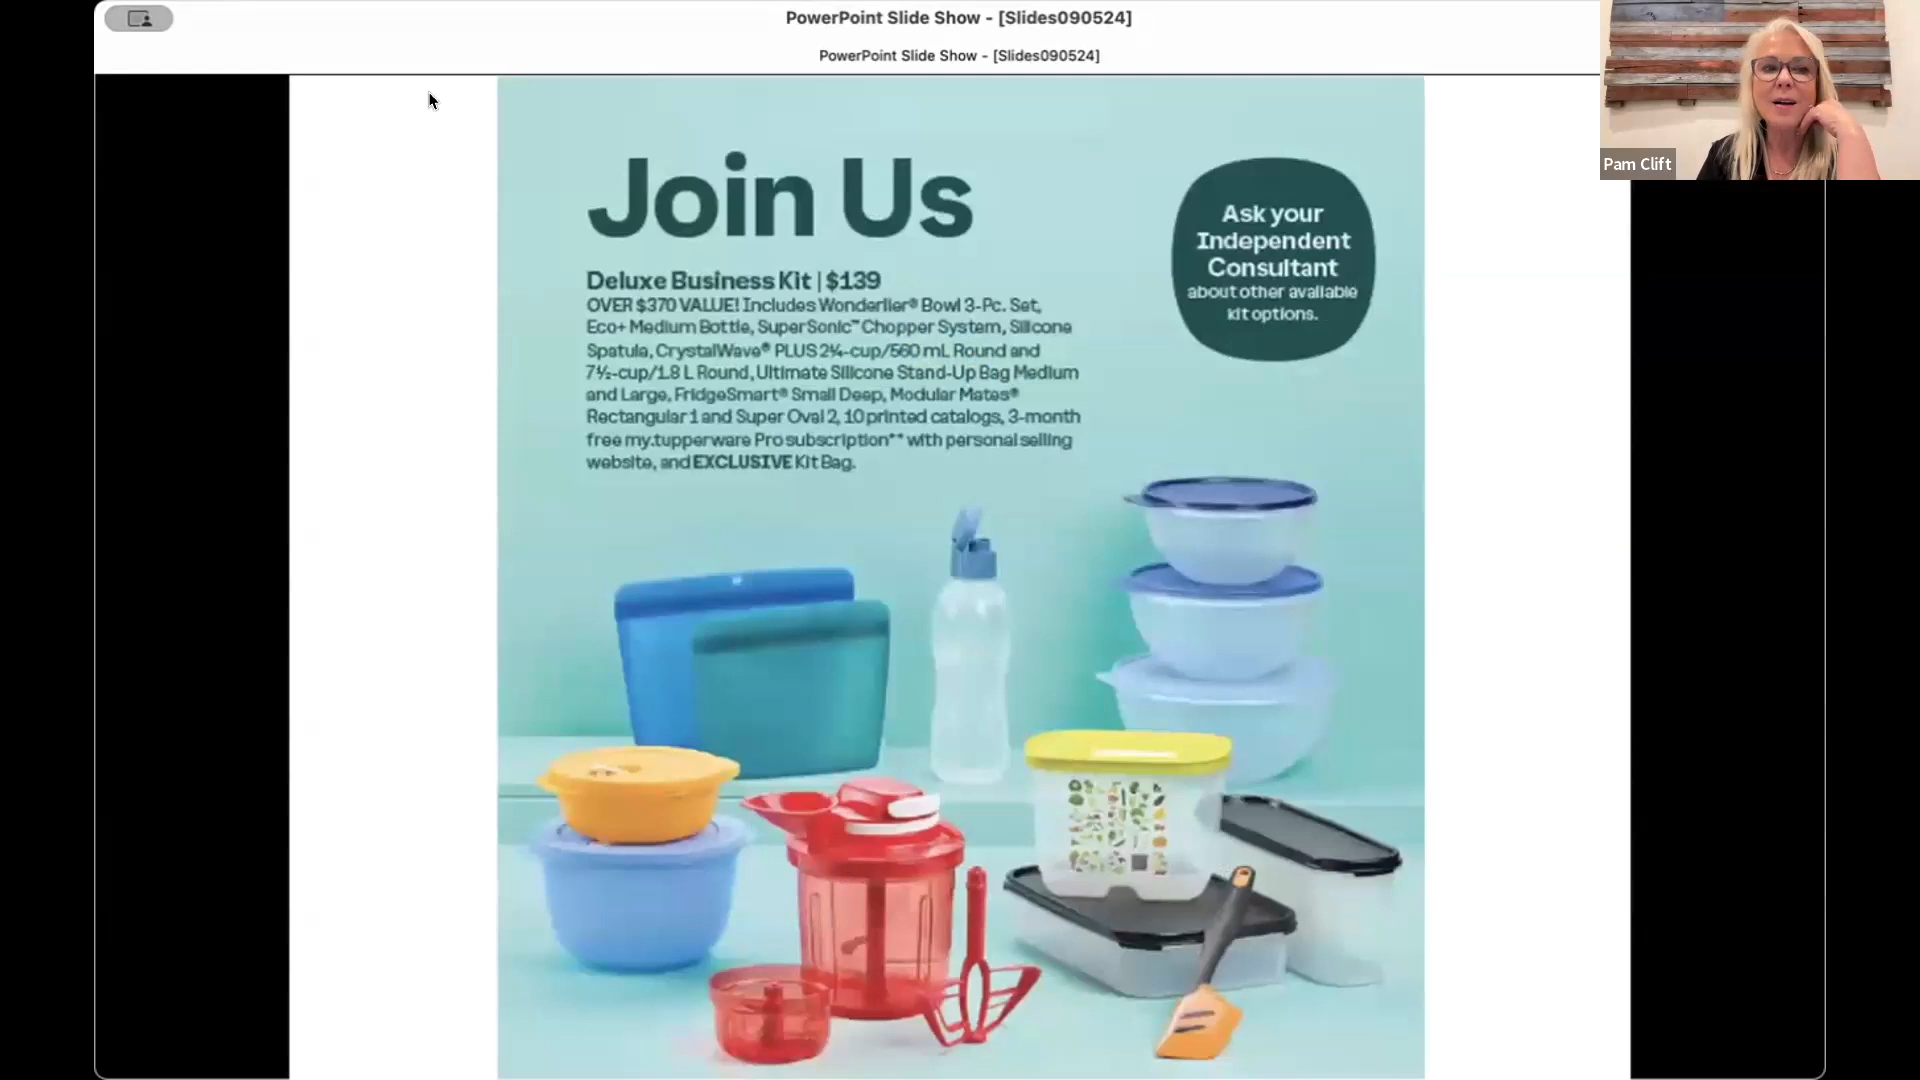 PowerPoint Slide Show - [Slides090524]
PowerPoint Slide Show - [Slides090524]
Pam Clift
Join Us
Ask your
Independent
Consultant
about other available
kit options.
Deluxe Business Kit | $139
OVER $370 VALUE! Includes Wonderlier® Bowl 3-Pc. Set,
Eco+ Medium Bottle, SuperSonic™ Chopper System, Silicone
Spatula, CrystalWave® PLUS 2¼-cup/560 mL Round and
7½-cup/1.8 L Round, Ultimate Silicone Stand-Up Bag Medium
and Large, FridgeSmart® Small Deep, Modular Mates®
Rectangular 1 and Super Oval 2, 10 printed catalogs, 3-month
free my.tupperware Pro subscription** with personal selling
website, and EXCLUSIVE Kit Bag.